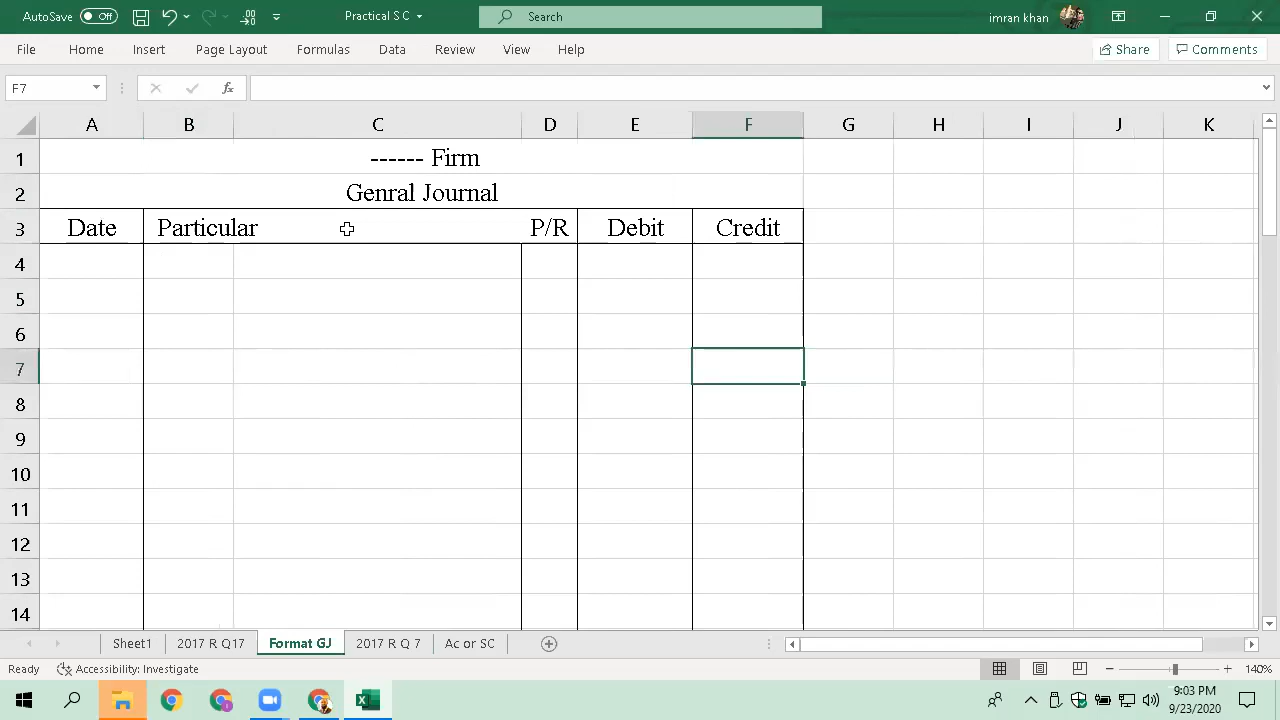 AutoSave Off Practical S C Search imran khan
File Home Insert Page Layout Formulas Data Review View Help Share Comments
F7 fx
A B C D E F G H I J K
1 ------ Firm
2 Genral Journal
3 Date Particular P/R Debit Credit
4
5
6
7
8
9
10
11
12
13
14
Sheet1 2017 R Q17 Format GJ 2017 R Q 7 Ac or SC
Ready Accessibility: Investigate 140%
9:03 PM
9/23/2020